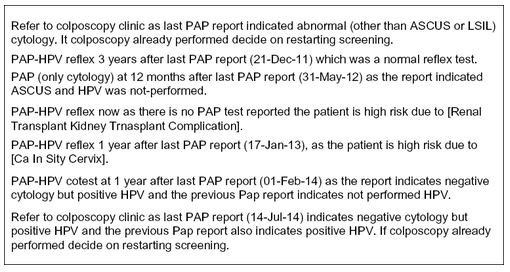 Refer to colposcopy clinic as last PAP report indicated abnormal (other than ASCUS or LSIL)
cytology. It colposcopy already performed decide on restarting screening.
PAP-HPV reflex 3 years after last PAP report (21-Dec-11) which was a normal reflex test.
PAP (only cytology) at 12 months after last PAP report (31-May-12) as the report indicated
ASCUS and HPV was not-performed.
PAP-HPV reflex now as there is no PAP test reported the patient is high risk due to [Renal
Transplant Kidney Trnasplant Complication].
PAP-HPV reflex 1 year after last PAP report (17-Jan-13), as the patient is high risk due to
[Ca In Sity Cervix].
PAP-HPV cotest at 1 year after last PAP report (01-Feb-14) as the report indicates negative
cytology but positive HPV and the previous Pap report indicates not performed HPV.
Refer to colposcopy clinic as last PAP report (14-Jul-14) indicates negative cytology but
positive HPV and the previous Pap report also indicates positive HPV. If colposcopy already
performed decide on restarting screening.